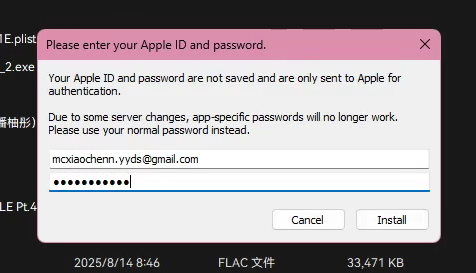 Please enter your Apple ID and password.
1E.plist
_2.exe
Your Apple ID and password are not saved and are only sent to Apple for
authentication.
Due to some server changes, app-specific passwords will no longer work.
潘柚彤)
Please use your normal password instead.
mcxiaochenn.yyds@gmail.com
●●●●●●●●●●●
LE Pt.4
Cancel
Install
2025/8/14 8:46
FLAC 文件
33,471 KB